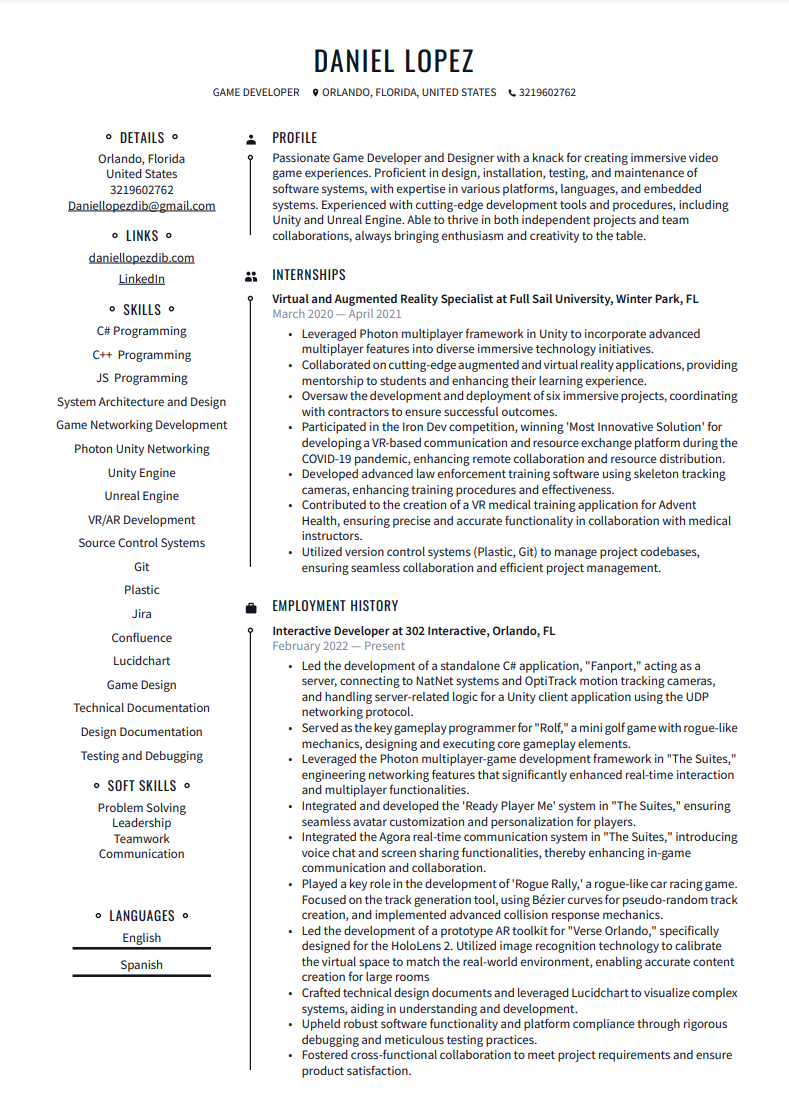 DANIEL LOPEZ
GAME DEVELOPER ORLANDO, FLORIDA, UNITED STATES 3219602762
DETAILS
Orlando, Florida
United States
3219602762
Daniellopezdib@gmail.com
LINKS
daniellopezdib.com
LinkedIn
SKILLS
C# Programming
C++ Programming
JS Programming
System Architecture and Design
Game Networking Development
Photon Unity Networking
Unity Engine
Unreal Engine
VR/AR Development
Source Control Systems
Git
Plastic
Jira
Confluence
Lucidchart
Game Design
Technical Documentation
Design Documentation
Testing and Debugging
SOFT SKILLS
Problem Solving
Leadership
Teamwork
Communication
LANGUAGES
English
Spanish
PROFILE
Passionate Game Developer and Designer with a knack for creating immersive video
game experiences. Proficient in design, installation, testing, and maintenance of
software systems, with expertise in various platforms, languages, and embedded
systems. Experienced with cutting-edge development tools and procedures, including
Unity and Unreal Engine. Able to thrive in both independent projects and team
collaborations, always bringing enthusiasm and creativity to the table.
INTERNSHIPS
Virtual and Augmented Reality Specialist at Full Sail University, Winter Park, FL
March 2020 — April 2021
• Leveraged Photon multiplayer framework in Unity to incorporate advanced
multiplayer features into diverse immersive technology initiatives.
• Collaborated on cutting-edge augmented and virtual reality applications, providing
mentorship to students and enhancing their learning experience.
• Oversaw the development and deployment of six immersive projects, coordinating
with contractors to ensure successful outcomes.
• Participated in the Iron Dev competition, winning 'Most Innovative Solution' for
developing a VR-based communication and resource exchange platform during the
COVID-19 pandemic, enhancing remote collaboration and resource distribution.
• Developed advanced law enforcement training software using skeleton tracking
cameras, enhancing training procedures and effectiveness.
• Contributed to the creation of a VR medical training application for Advent
Health, ensuring precise and accurate functionality in collaboration with medical
instructors.
• Utilized version control systems (Plastic, Git) to manage project codebases,
ensuring seamless collaboration and efficient project management.
EMPLOYMENT HISTORY
Interactive Developer at 302 Interactive, Orlando, FL
February 2022 — Present
• Led the development of a standalone C# application, "Fanport," acting as a
server, connecting to NatNet systems and OptiTrack motion tracking cameras,
and handling server-related logic for a Unity client application using the UDP
networking protocol.
• Served as the key gameplay programmer for "Rolf," a mini golf game with rogue-like
mechanics, designing and executing core gameplay elements.
• Leveraged the Photon multiplayer-game development framework in "The Suites,"
engineering networking features that significantly enhanced real-time interaction
and multiplayer functionalities.
• Integrated and developed the 'Ready Player Me' system in "The Suites," ensuring
seamless avatar customization and personalization for players.
• Integrated the Agora real-time communication system in "The Suites," introducing
voice chat and screen sharing functionalities, thereby enhancing in-game
communication and collaboration.
• Played a key role in the development of 'Rogue Rally,' a rogue-like car racing game.
Focused on the track generation tool, using Bézier curves for pseudo-random track
creation, and implemented advanced collision response mechanics.
• Led the development of a prototype AR toolkit for "Verse Orlando," specifically
designed for the HoloLens 2. Utilized image recognition technology to calibrate
the virtual space to match the real-world environment, enabling accurate content
creation for large rooms
• Crafted technical design documents and leveraged Lucidchart to visualize complex
systems, aiding in understanding and development.
• Upheld robust software functionality and platform compliance through rigorous
debugging and meticulous testing practices.
• Fostered cross-functional collaboration to meet project requirements and ensure
product satisfaction.